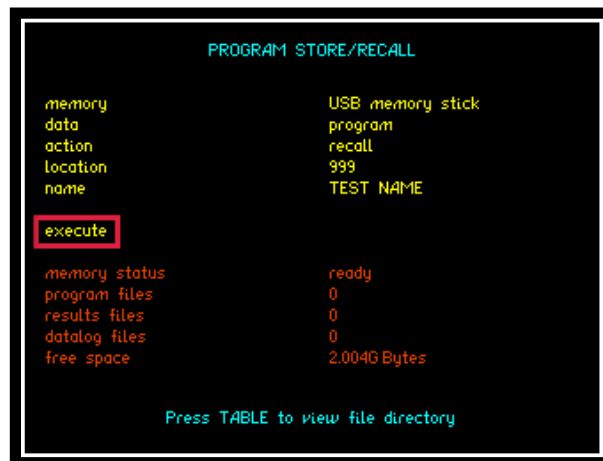 PROGRAM STORE/RECALL
memory USB memory stick
data program
action recall
location 999
name TEST NAME
execute
memory status ready
program files 0
results files 0
datalog files 0
free space 2.004G Bytes
Press TABLE to view file directory